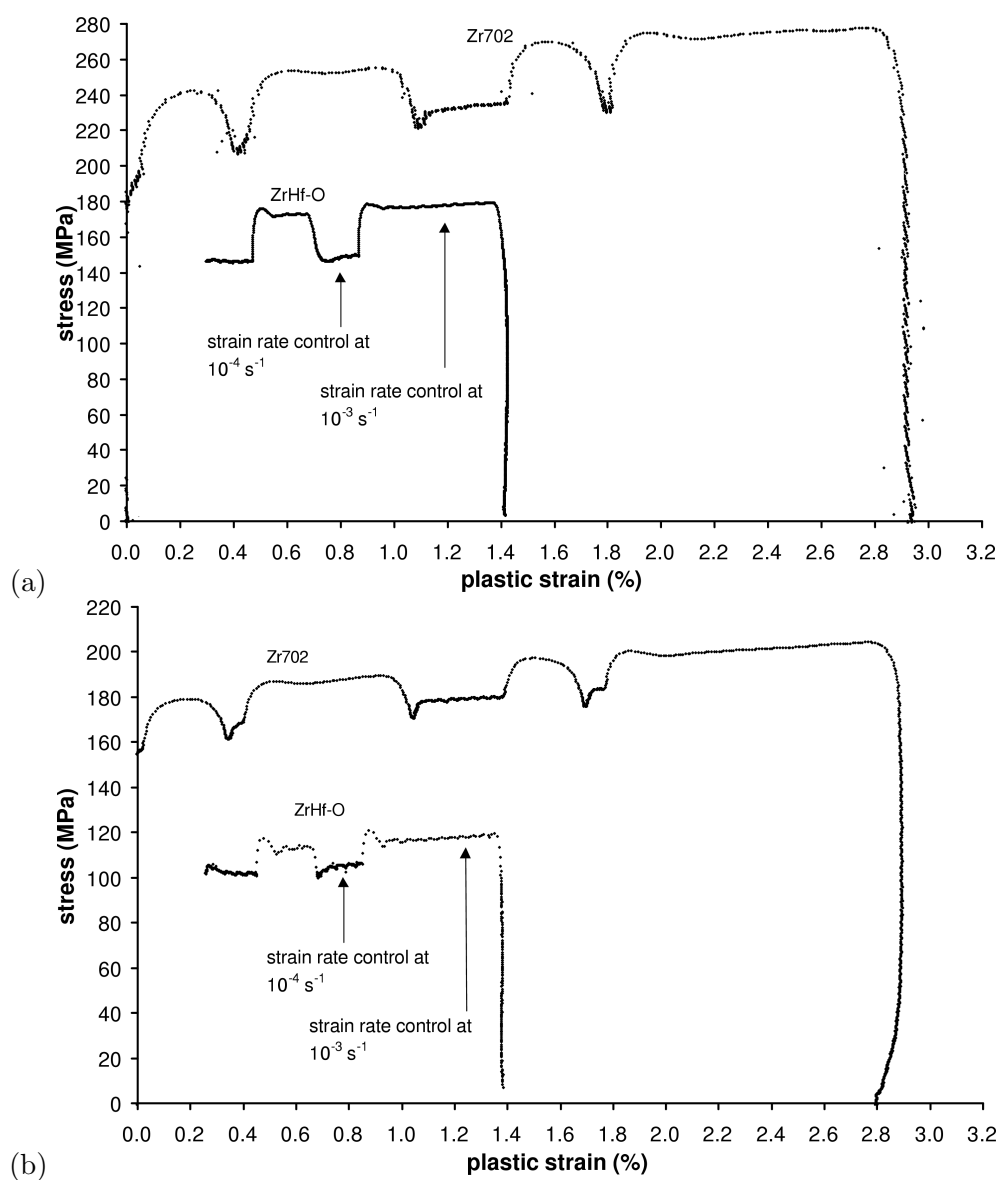 280
260
240
220
200
180
160
140
120
100
80
60
40
20
0
stress (MPa)
Zr702
ZrHf-O
strain rate control at
10⁻⁴ s⁻¹
strain rate control at
10⁻³ s⁻¹
0.0 0.2 0.4 0.6 0.8 1.0 1.2 1.4 1.6 1.8 2.0 2.2 2.4 2.6 2.8 3.0 3.2
plastic strain (%)
(a)
220
200
180
160
140
120
100
80
60
40
20
0
stress (MPa)
Zr702
ZrHf-O
strain rate control at
10⁻⁴ s⁻¹
strain rate control at
10⁻³ s⁻¹
0.0 0.2 0.4 0.6 0.8 1.0 1.2 1.4 1.6 1.8 2.0 2.2 2.4 2.6 2.8 3.0 3.2
plastic strain (%)
(b)